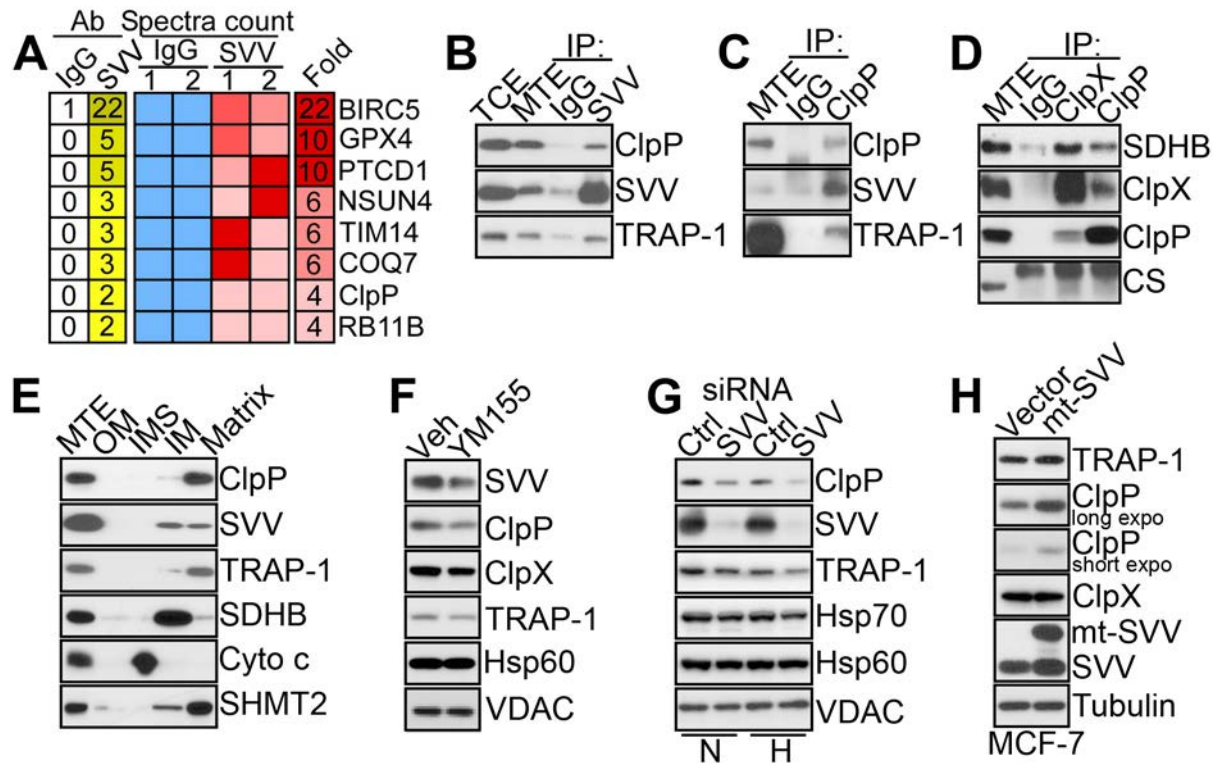 A
Ab Spectra count
IgG SVV IgG SVV Fold
1 2 1 2
1 22 22 BIRC5
0 5 10 GPX4
0 5 10 PTCD1
0 3 6 NSUN4
0 3 6 TIM14
0 3 6 COQ7
0 2 4 ClpP
0 2 4 RB11B
B
IP:
TCE MTE IgG SVV
ClpP
SVV
TRAP-1
C
IP:
MTE IgG ClpP
ClpP
SVV
TRAP-1
D
IP:
MTE IgG ClpX ClpP
SDHB
ClpX
ClpP
CS
E
MTE OM IMS IM Matrix
ClpP
SVV
TRAP-1
SDHB
Cyto c
SHMT2
F
Veh YM155
SVV
ClpP
ClpX
TRAP-1
Hsp60
VDAC
G
siRNA
Ctrl SVV Ctrl SVV
ClpP
SVV
TRAP-1
Hsp70
Hsp60
VDAC
N H
H
Vector mt-SVV
TRAP-1
ClpP
long expo
ClpP
short expo
ClpX
mt-SVV
SVV
Tubulin
MCF-7